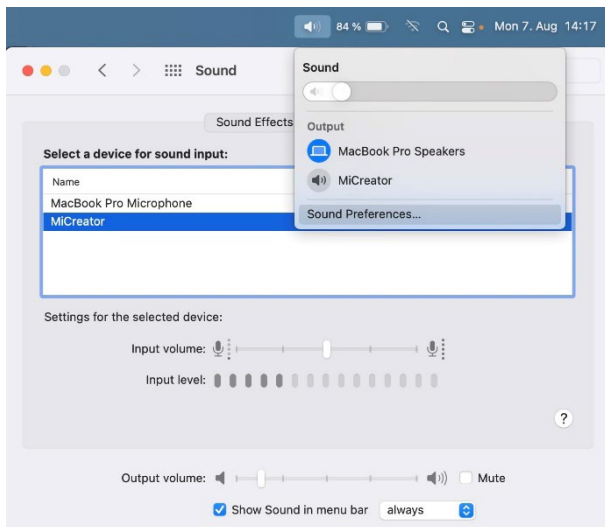 84 %
Mon 7. Aug 14:17
Sound
Sound
Output
MacBook Pro Speakers
MiCreator
Sound Preferences...
Sound Effects
Select a device for sound input:
Name
MacBook Pro Microphone
MiCreator
Settings for the selected device:
Input volume:
Input level:
?
Output volume:
Mute
Show Sound in menu bar
always